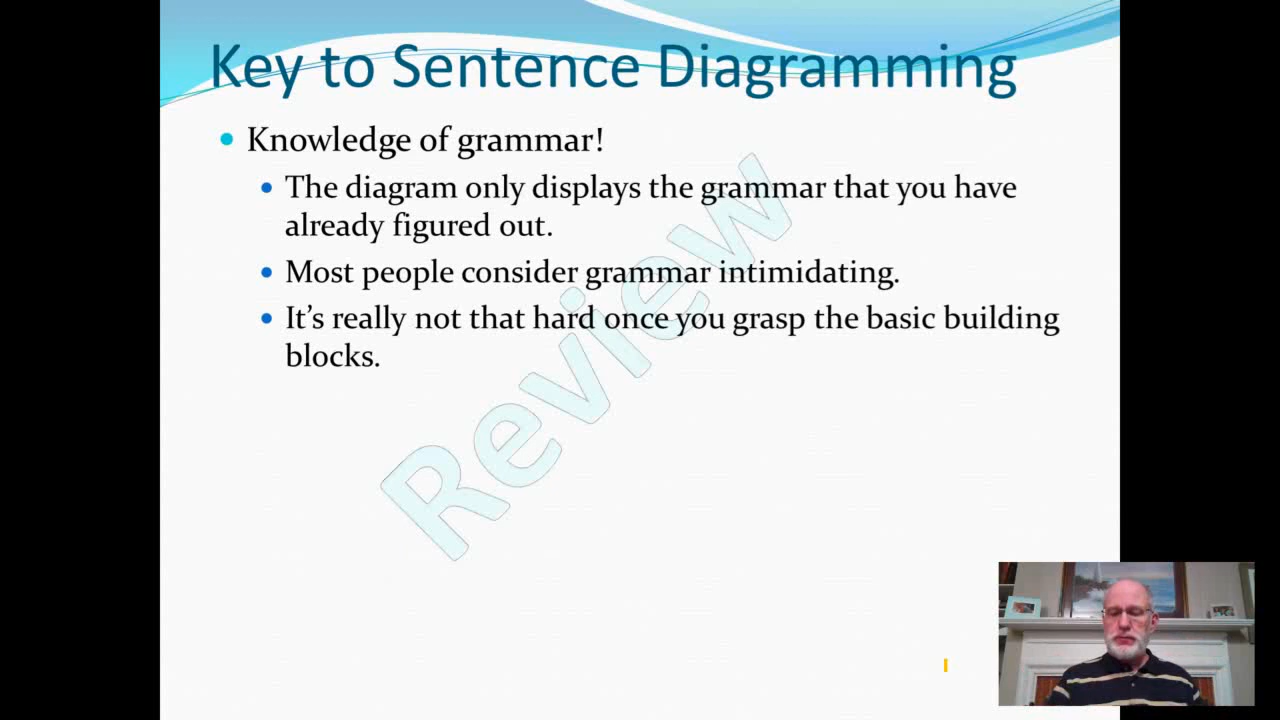 Key to Sentence Diagramming
Knowledge of grammar!
The diagram only displays the grammar that you have
already figured out.
Most people consider grammar intimidating.
It's really not that hard once you grasp the basic building
blocks.
Review